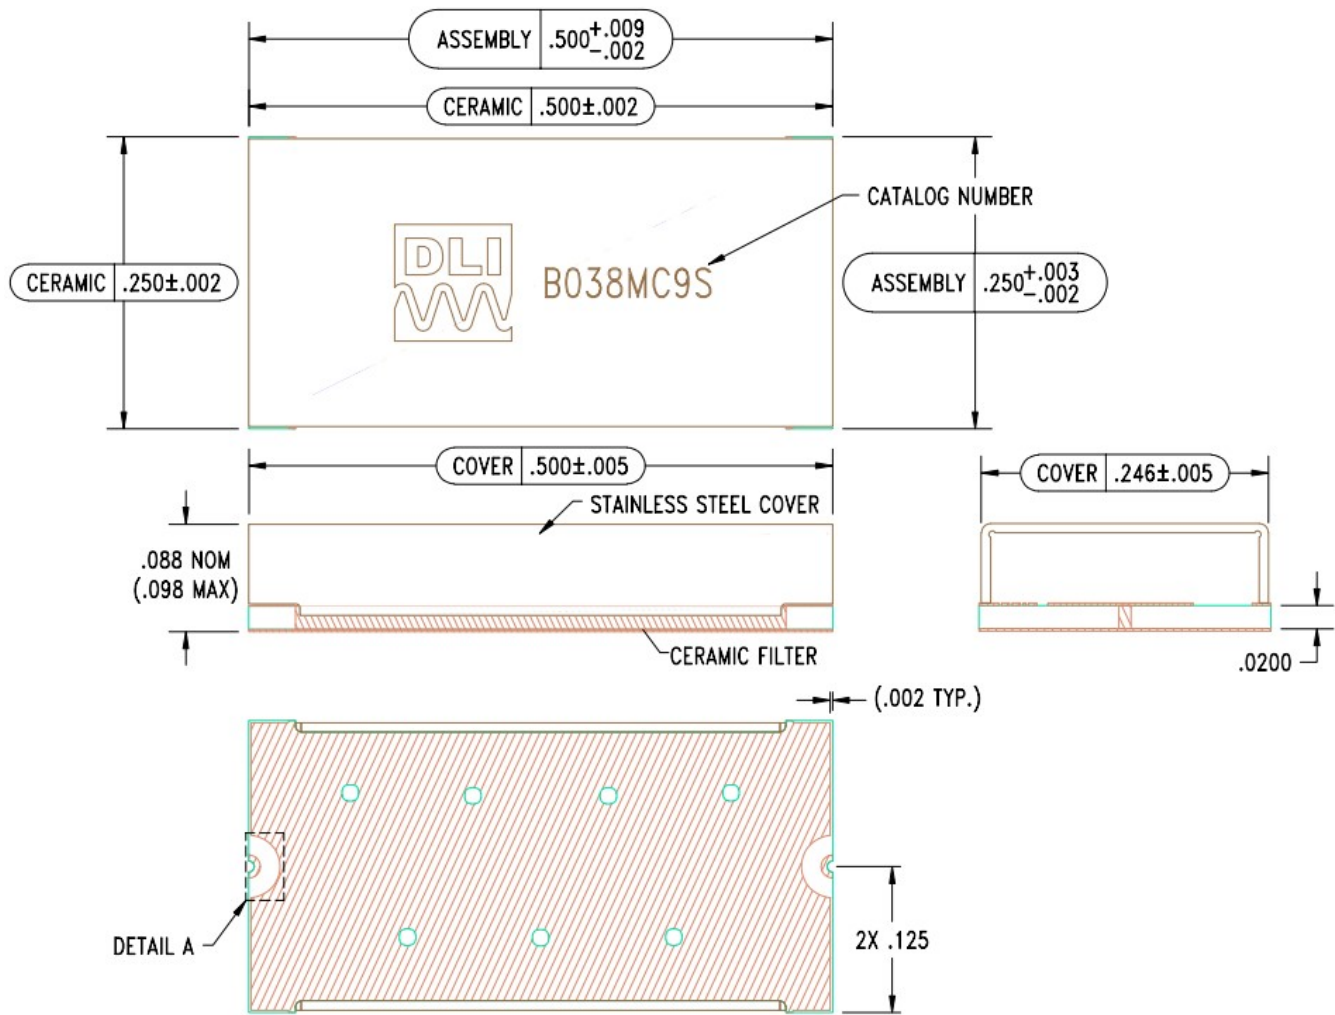 ASSEMBLY .500+.009
-.002
CERAMIC .500±.002
CATALOG NUMBER
DLI
B038MC9S
CERAMIC .250±.002
ASSEMBLY .250+.003
-.002
COVER .500±.005
COVER .246±.005
STAINLESS STEEL COVER
.088 NOM
(.098 MAX)
CERAMIC FILTER
.0200
(.002 TYP.)
DETAIL A
2X .125